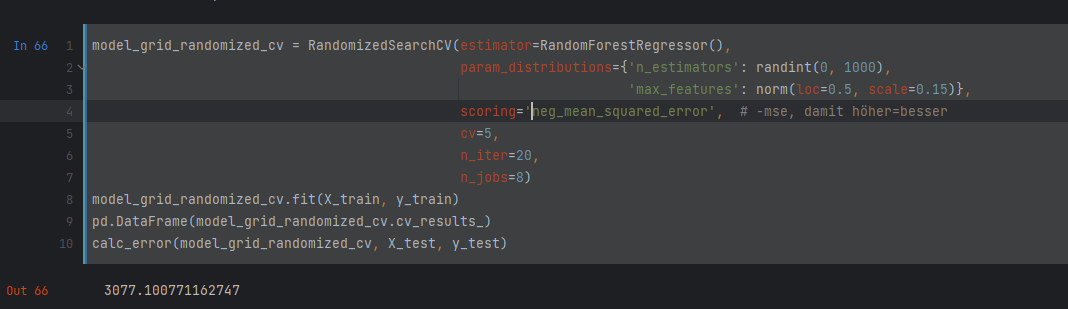 In 66
1 model_grid_randomized_cv = RandomizedSearchCV(estimator=RandomForestRegressor(),
2 param_distributions={'n_estimators': randint(0, 1000),
3 'max_features': norm(loc=0.5, scale=0.15)},
4 scoring='neg_mean_squared_error',  # -mse, damit höher=besser
5 cv=5,
6 n_iter=20,
7 n_jobs=8)
8 model_grid_randomized_cv.fit(X_train, y_train)
9 pd.DataFrame(model_grid_randomized_cv.cv_results_)
10 calc_error(model_grid_randomized_cv, X_test, y_test)
Out 66 3077.100771162747